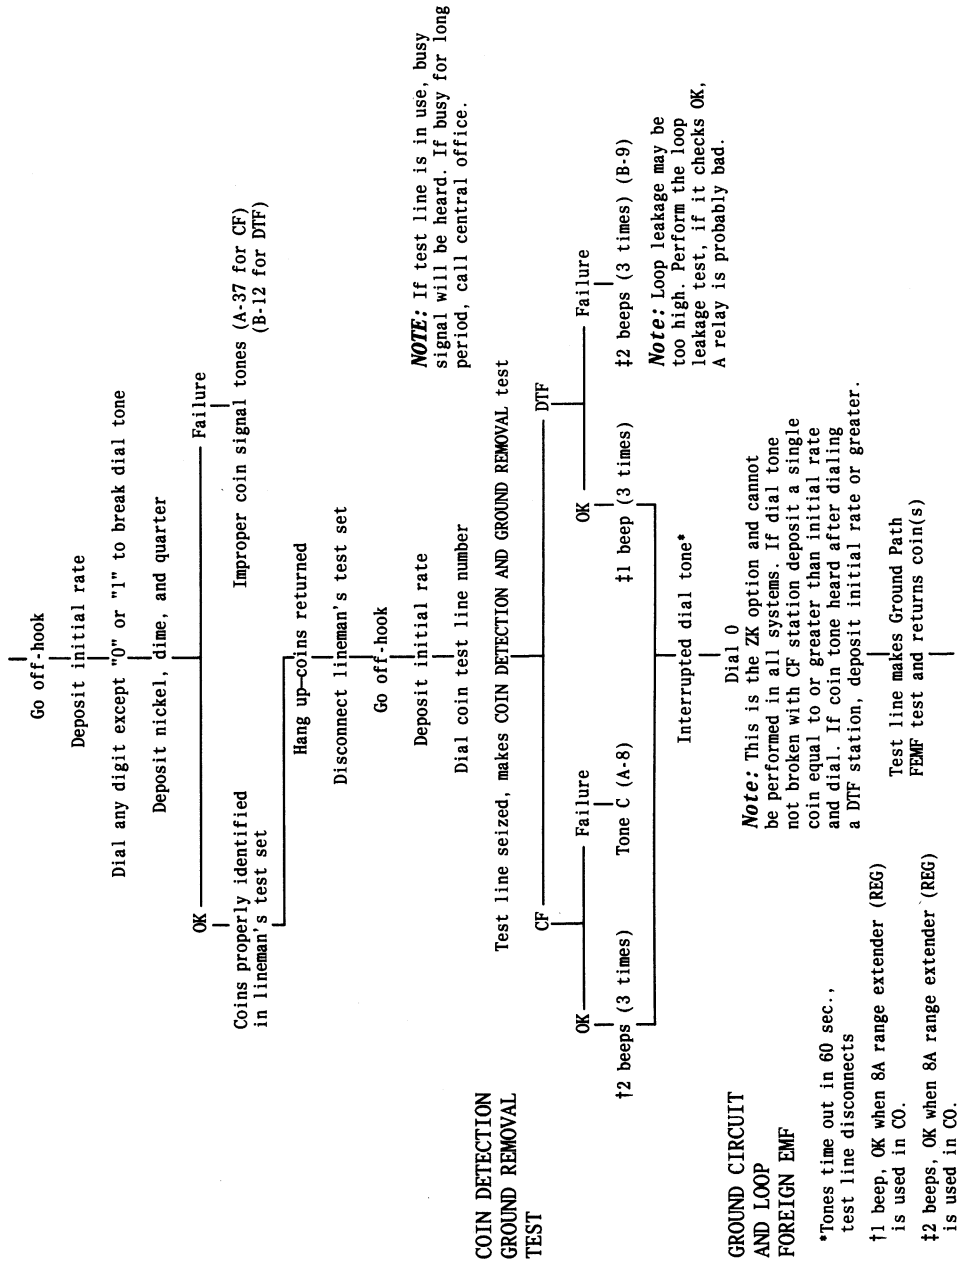 Go off-hook
Deposit initial rate
Dial any digit except "0" or "1" to break dial tone
Deposit nickel, dime, and quarter
OK
Failure
Coins properly identified
in lineman's test set
Improper coin signal tones (A-37 for CF)
(B-12 for DTF)
Hang up—coins returned
Disconnect lineman's test set
Go off-hook
Deposit initial rate
Dial coin test line number
NOTE: If test line is in use, busy
signal will be heard. If busy for long
period, call central office.
COIN DETECTION
GROUND REMOVAL
TEST
Test line seized, makes COIN DETECTION AND GROUND REMOVAL test
CF
DTF
OK
Failure
OK
Failure
†2 beeps (3 times)
Tone C (A-8)
‡1 beep (3 times)
‡2 beeps (3 times) (B-9)
Note: Loop leakage may be
too high. Perform the loop
leakage test, if it checks OK,
A relay is probably bad.
Interrupted dial tone*
GROUND CIRCUIT
AND LOOP
FOREIGN EMF
Dial 0
Note: This is the ZK option and cannot
be performed in all systems. If dial tone
not broken with CF station deposit a single
coin equal to or greater than initial rate
and dial. If coin tone heard after dialing
a DTF station, deposit initial rate or greater.
Test line makes Ground Path
FEMF test and returns coin(s)
*Tones time out in 60 sec.,
test line disconnects
†1 beep, OK when 8A range extender (REG)
is used in CO.
‡2 beeps, OK when 8A range extender (REG)
is used in CO.